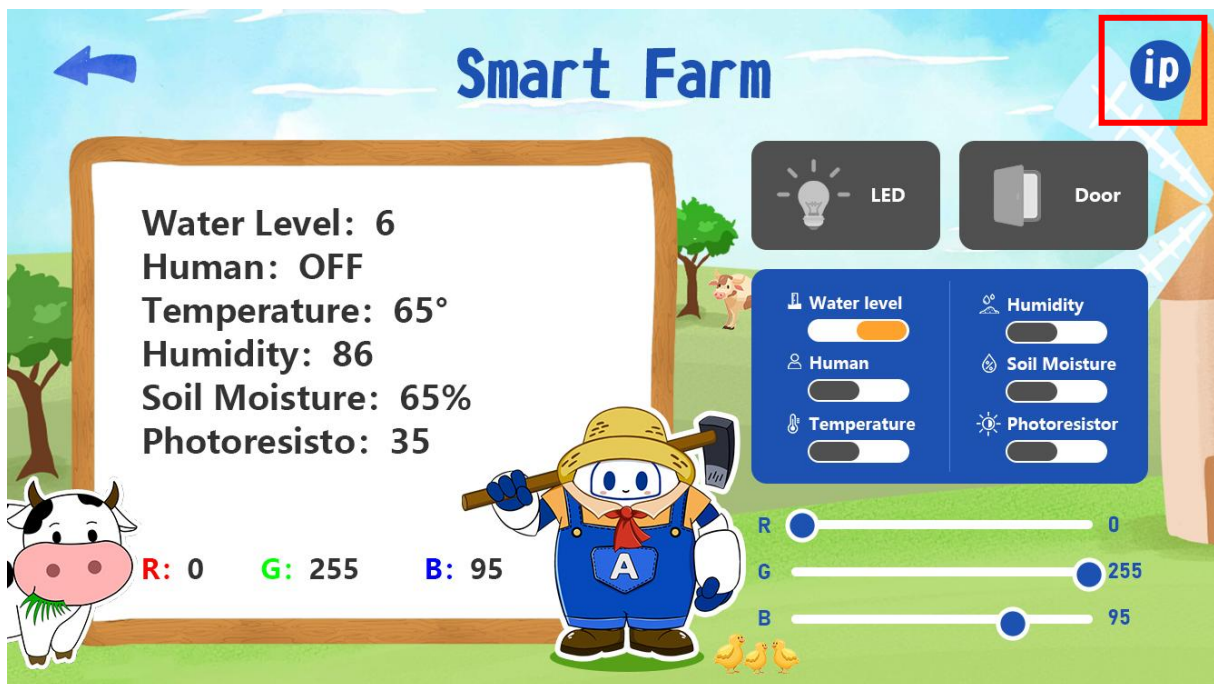 Smart Farm
ip
Water Level: 6
Human: OFF
Temperature: 65°
Humidity: 86
Soil Moisture: 65%
Photoresisto: 35
R: 0 G: 255 B: 95
A
LED
Door
Water level
Human
Temperature
Humidity
Soil Moisture
Photoresistor
R 0
G 255
B 95